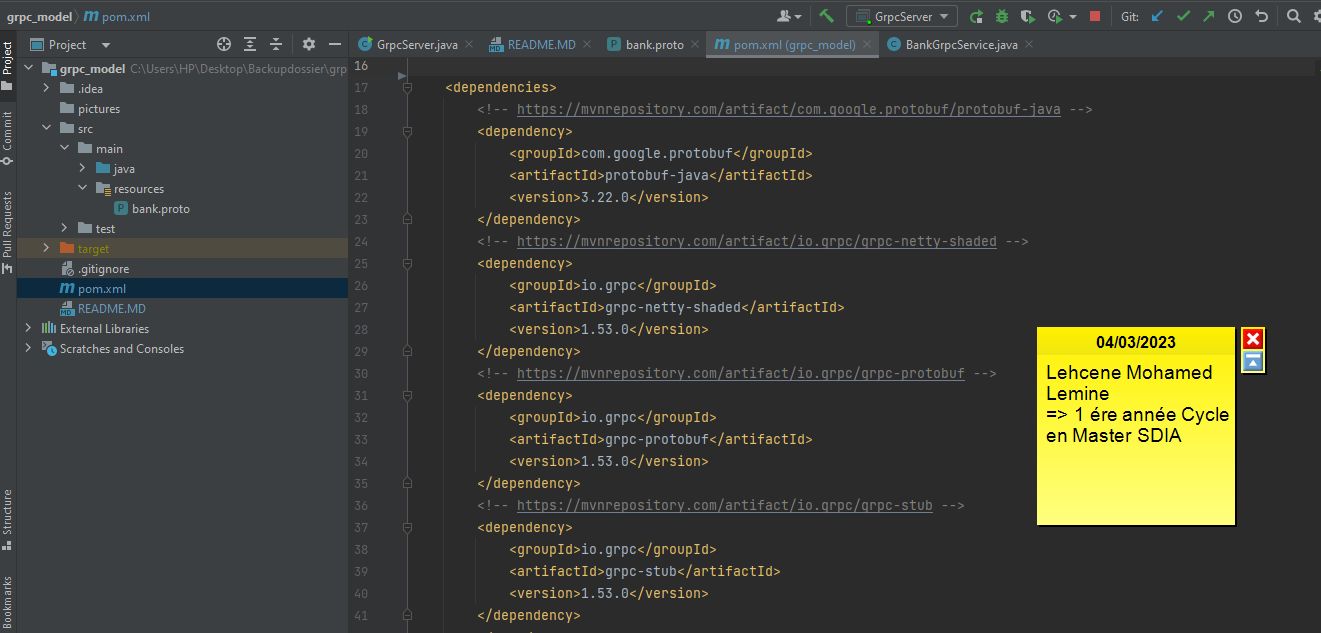 grpc_model › pom.xml
GrpcServer
Git:
Project
GrpcServer.java
README.MD
bank.proto
pom.xml (grpc_model)
BankGrpcService.java
Project
Commit
Pull Requests
Structure
Bookmarks
grpc_model C:\Users\HP\Desktop\Backupdossier\grp
.idea
pictures
src
main
java
resources
bank.proto
test
target
.gitignore
pom.xml
README.MD
External Libraries
Scratches and Consoles
16
17 <dependencies>
18 <!-- https://mvnrepository.com/artifact/com.google.protobuf/protobuf-java -->
19 <dependency>
20 <groupId>com.google.protobuf</groupId>
21 <artifactId>protobuf-java</artifactId>
22 <version>3.22.0</version>
23 </dependency>
24 <!-- https://mvnrepository.com/artifact/io.grpc/grpc-netty-shaded -->
25 <dependency>
26 <groupId>io.grpc</groupId>
27 <artifactId>grpc-netty-shaded</artifactId>
28 <version>1.53.0</version>
29 </dependency>
30 <!-- https://mvnrepository.com/artifact/io.grpc/grpc-protobuf -->
31 <dependency>
32 <groupId>io.grpc</groupId>
33 <artifactId>grpc-protobuf</artifactId>
34 <version>1.53.0</version>
35 </dependency>
36 <!-- https://mvnrepository.com/artifact/io.grpc/grpc-stub -->
37 <dependency>
38 <groupId>io.grpc</groupId>
39 <artifactId>grpc-stub</artifactId>
40 <version>1.53.0</version>
41 </dependency>
04/03/2023
Lehcene Mohamed
Lemine
=> 1 ére année Cycle
en Master SDIA